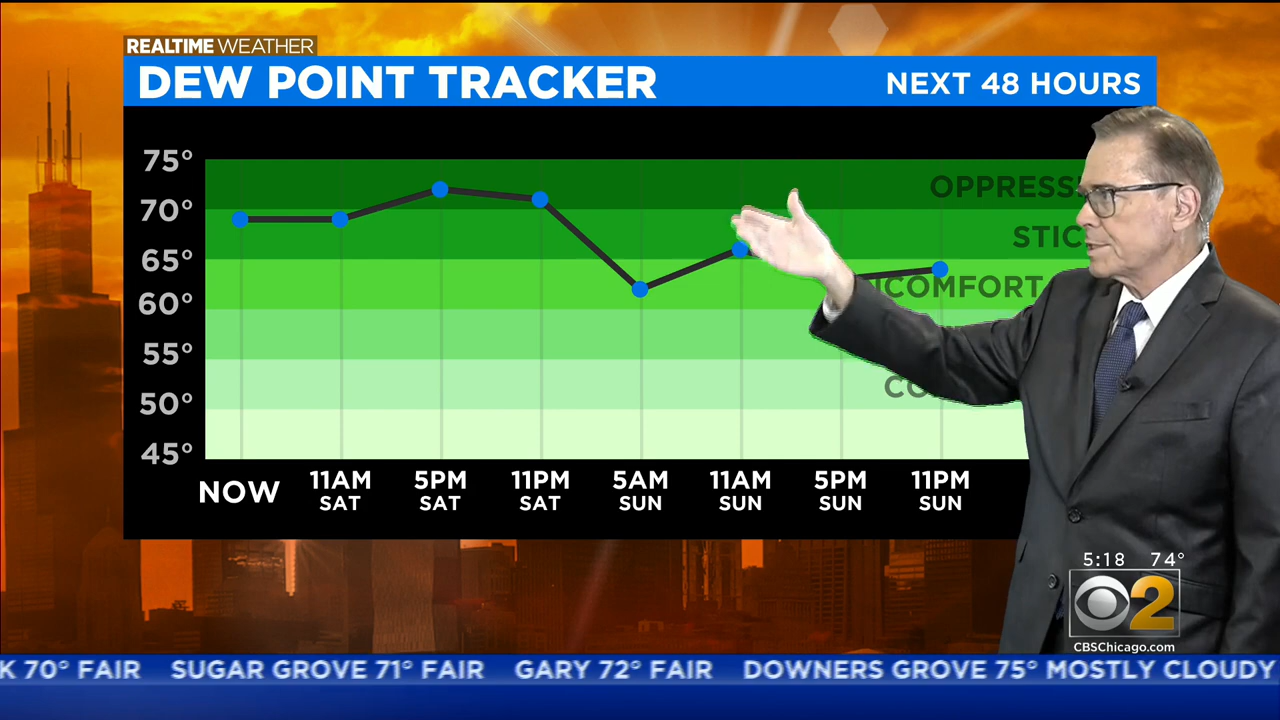 REALTIME WEATHER
DEW POINT TRACKER NEXT 48 HOURS
75°
70°
65°
60°
55°
50°
45°
NOW 11AM SAT 5PM SAT 11PM SAT 5AM SUN 11AM SUN 5PM SUN 11PM SUN
5:18 74°
2
CBSChicago.com
70° FAIR SUGAR GROVE 71° FAIR GARY 72° FAIR DOWNERS GROVE 75° MOSTLY CLOUDY